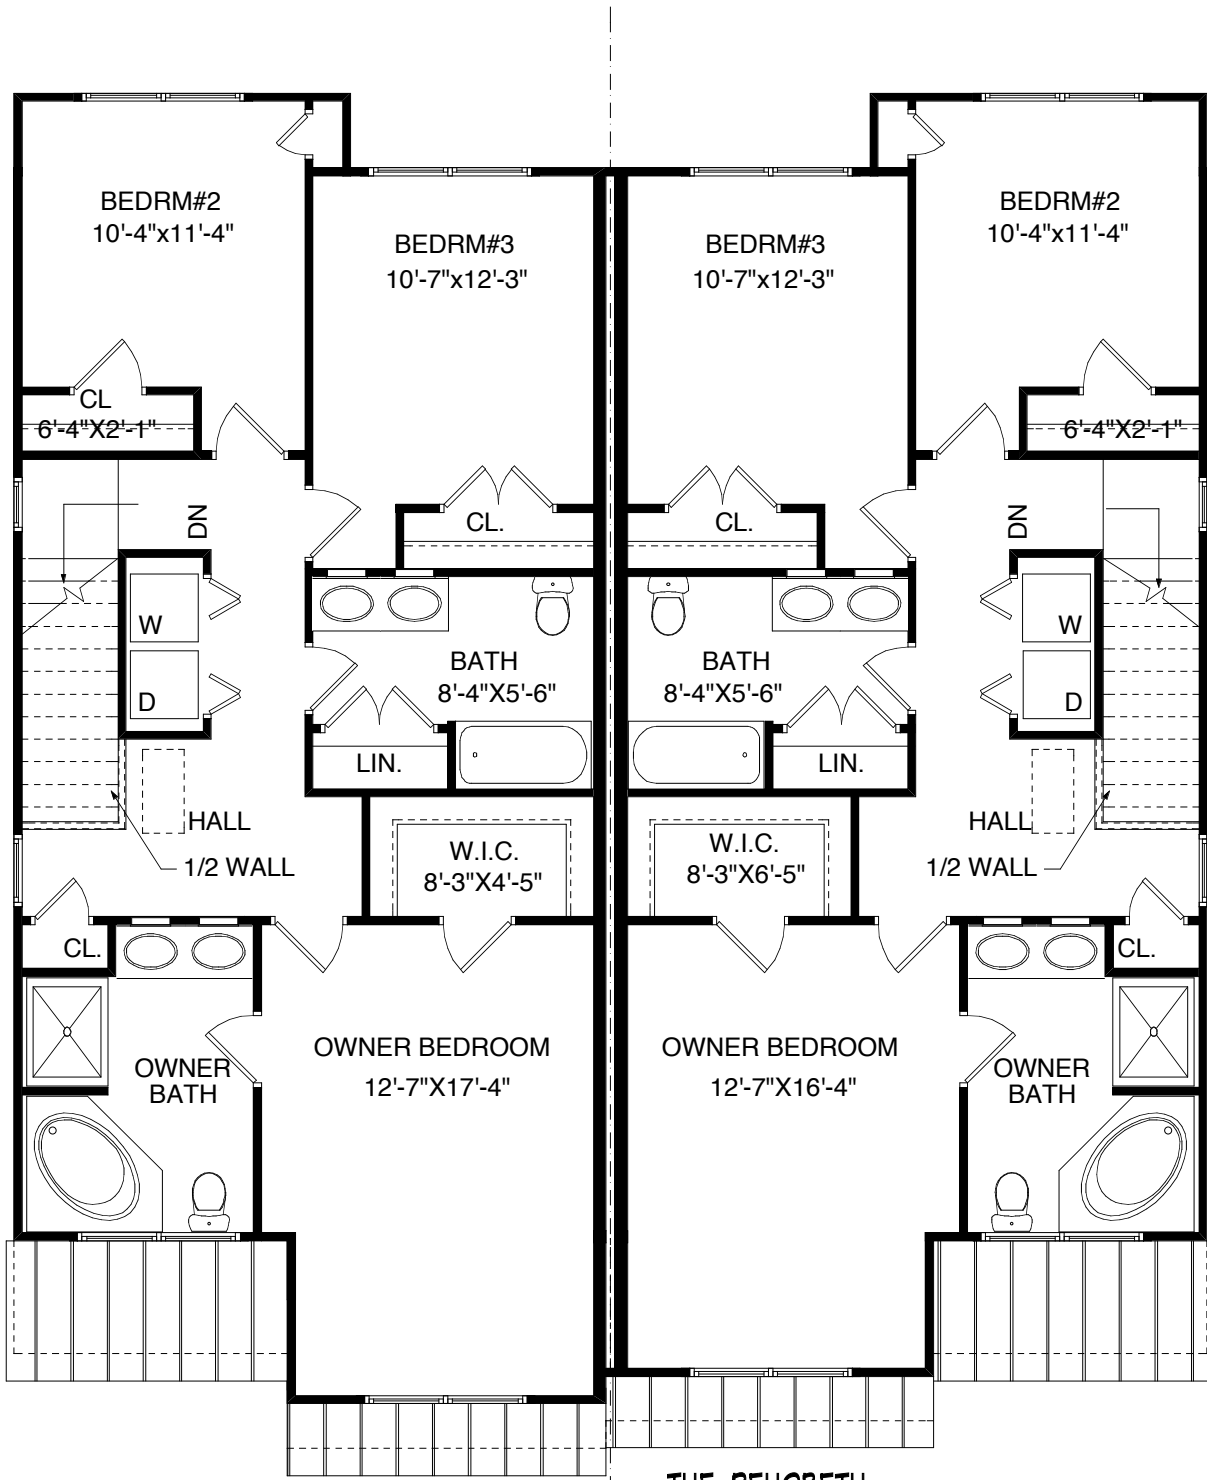 BEDRM#2
10'-4"x11'-4"
BEDRM#3
10'-7"x12'-3"
BEDRM#3
10'-7"x12'-3"
BEDRM#2
10'-4"x11'-4"
CL
6'-4"X2'-1"
6'-4"X2'-1"
DN
CL.
CL.
DN
W
D
BATH
8'-4"X5'-6"
BATH
8'-4"X5'-6"
W
D
LIN.
LIN.
HALL
1/2 WALL
W.I.C.
8'-3"X4'-5"
W.I.C.
8'-3"X6'-5"
HALL
1/2 WALL
CL.
CL.
OWNER BEDROOM
12'-7"X17'-4"
OWNER BEDROOM
12'-7"X16'-4"
OWNER
BATH
OWNER
BATH
THE REHOBETH